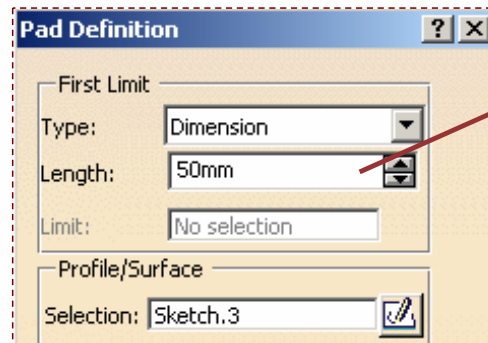 Pad Definition ? X
First Limit
Type: Dimension
Length: 50mm
Limit: No selection
Profile/Surface
Selection: Sketch.3